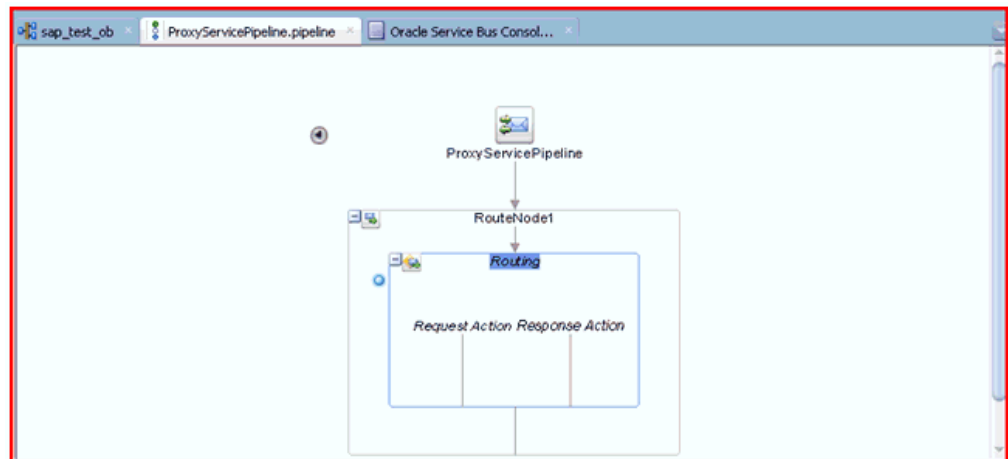 sap_test_ob ProxyServicePipeline.pipeline Oracle Service Bus Consol...
ProxyServicePipeline
RouteNode1
Routing
Request Action Response Action